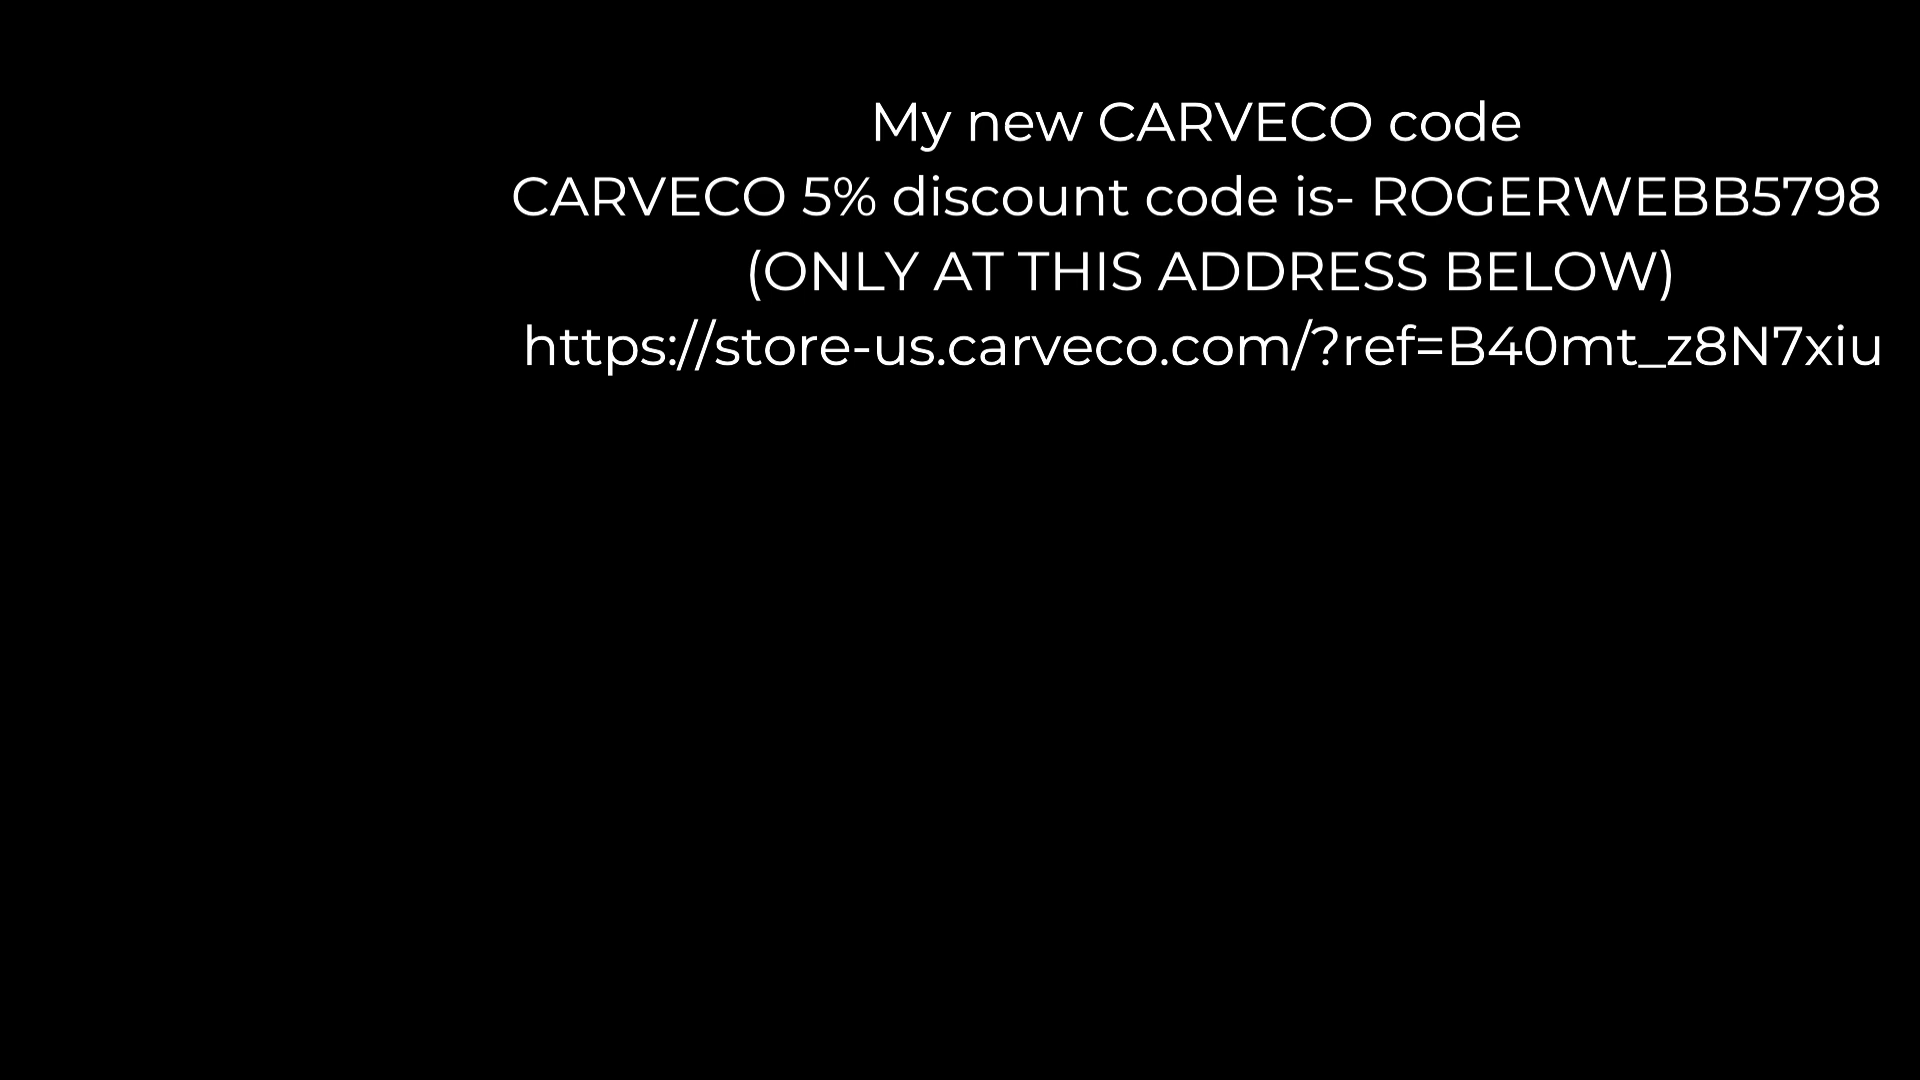 My new CARVECO code
CARVECO 5% discount code is- ROGERWEBB5798
(ONLY AT THIS ADDRESS BELOW)
https://store-us.carveco.com/?ref=B40mt_z8N7xiu